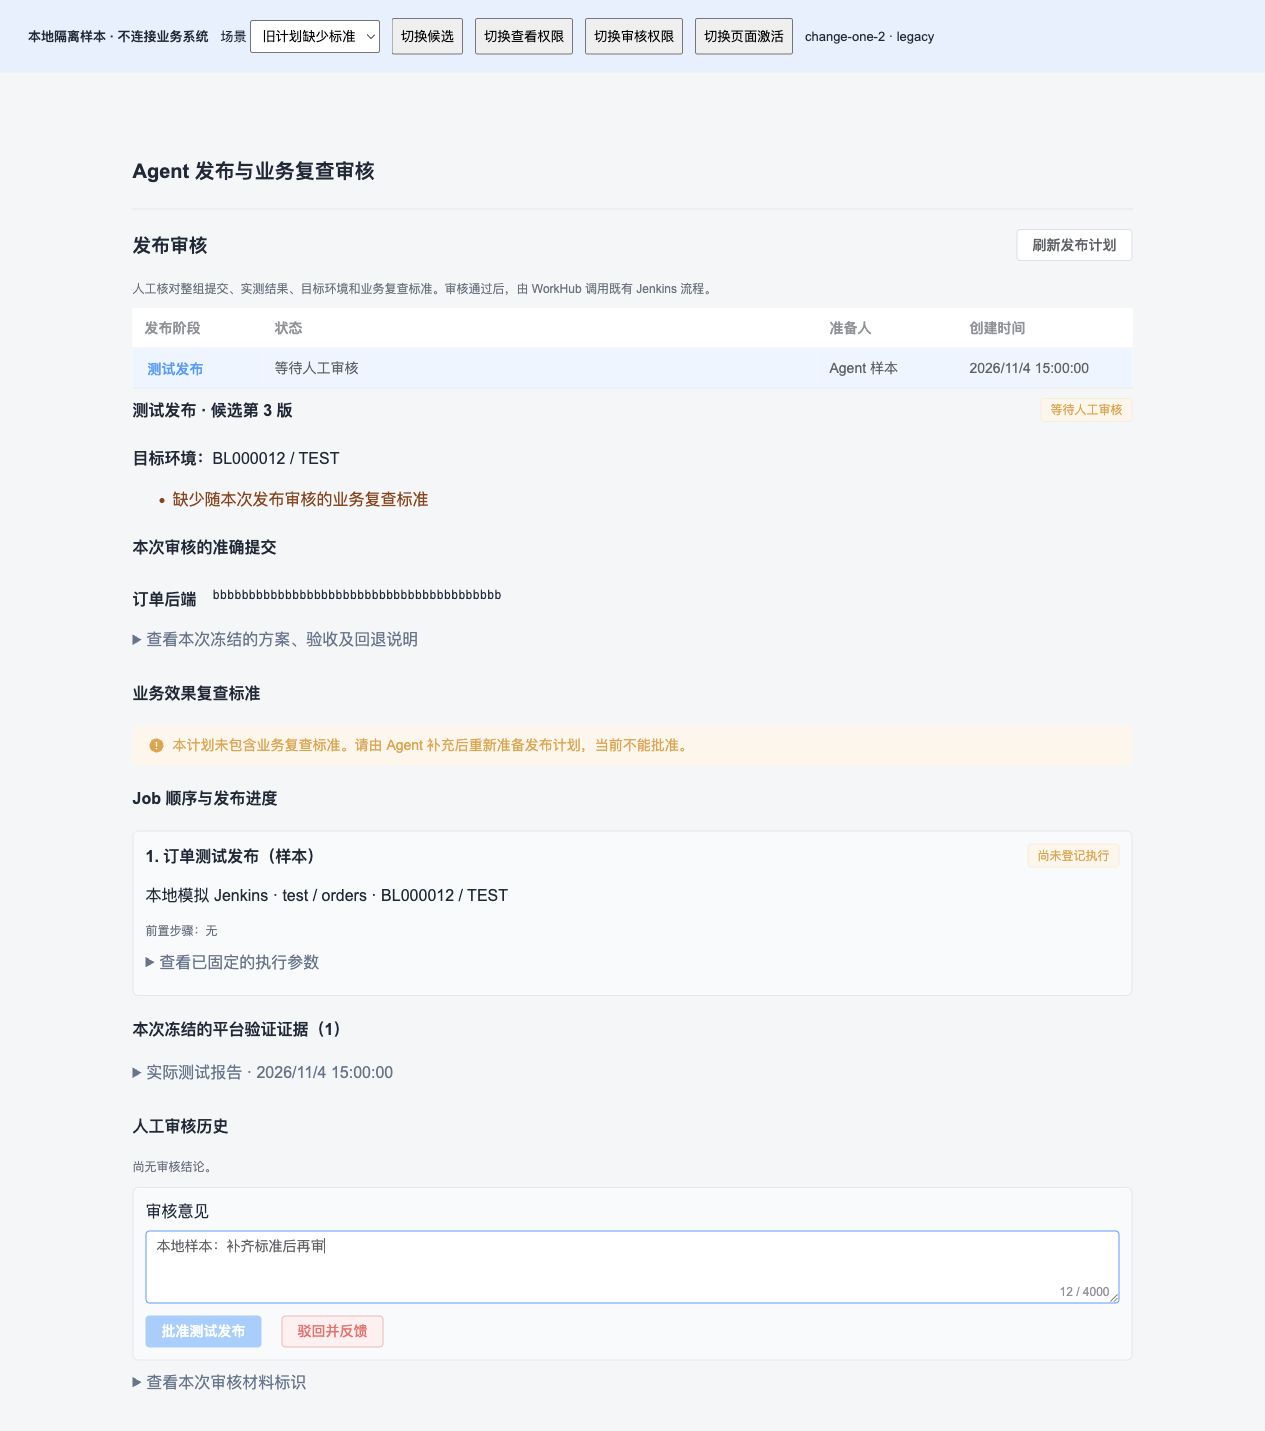 本地隔离样本 · 不连接业务系统 场景 旧计划缺少标准 切换候选 切换查看权限 切换审核权限 切换页面激活 change-one-2 · legacy
Agent 发布与业务复查审核
发布审核 刷新发布计划
人工核对整组提交、实测结果、目标环境和业务复查标准。审核通过后，由 WorkHub 调用既有 Jenkins 流程。
发布阶段 状态 准备人 创建时间
测试发布 等待人工审核 Agent 样本 2026/11/4 15:00:00
测试发布 · 候选第 3 版 等待人工审核
目标环境：BL000012 / TEST
• 缺少随本次发布审核的业务复查标准
本次审核的准确提交
订单后端 bbbbbbbbbbbbbbbbbbbbbbbbbbbbbbbbbbbbbbbb
▶ 查看本次冻结的方案、验收及回退说明
业务效果复查标准
本计划未包含业务复查标准。请由 Agent 补充后重新准备发布计划，当前不能批准。
Job 顺序与发布进度
1. 订单测试发布（样本） 尚未登记执行
本地模拟 Jenkins · test / orders · BL000012 / TEST
前置步骤：无
▶ 查看已固定的执行参数
本次冻结的平台验证证据（1）
▶ 实际测试报告 · 2026/11/4 15:00:00
人工审核历史
尚无审核结论。
审核意见
本地样本：补齐标准后再审
12 / 4000
批准测试发布 驳回并反馈
▶ 查看本次审核材料标识